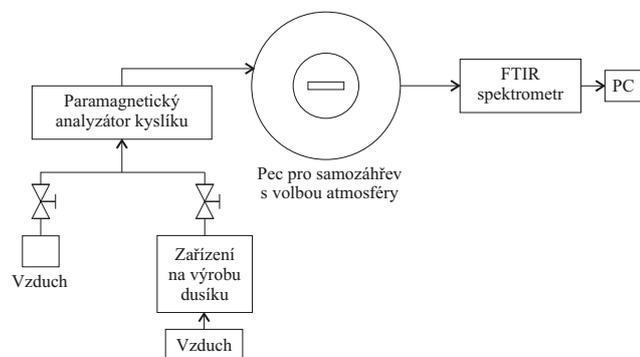 Paramagnetický
analyzátor kyslíku
Pec pro samozáhřev
s volbou atmosféry
FTIR
spektrometr
PC
Vzduch
Zařízení
na výrobu
dusíku
Vzduch